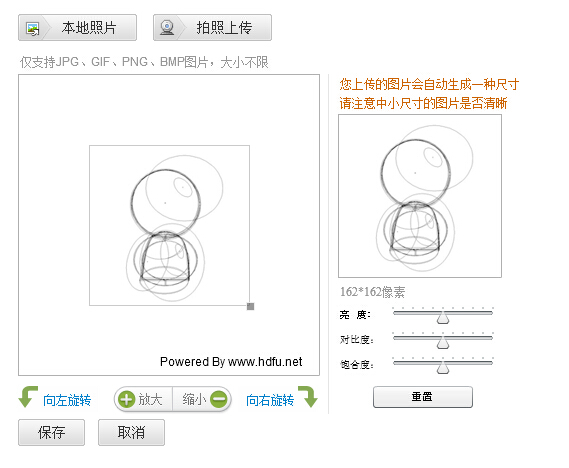 本地照片 拍照上传
仅支持JPG、GIF、PNG、BMP图片，大小不限
您上传的图片会自动生成一种尺寸
请注意中小尺寸的图片是否清晰
162*162像素
亮 度：
对比度：
饱合度：
重置
Powered By www.hdfu.net
向左旋转 放大 缩小 向右旋转
保存 取消